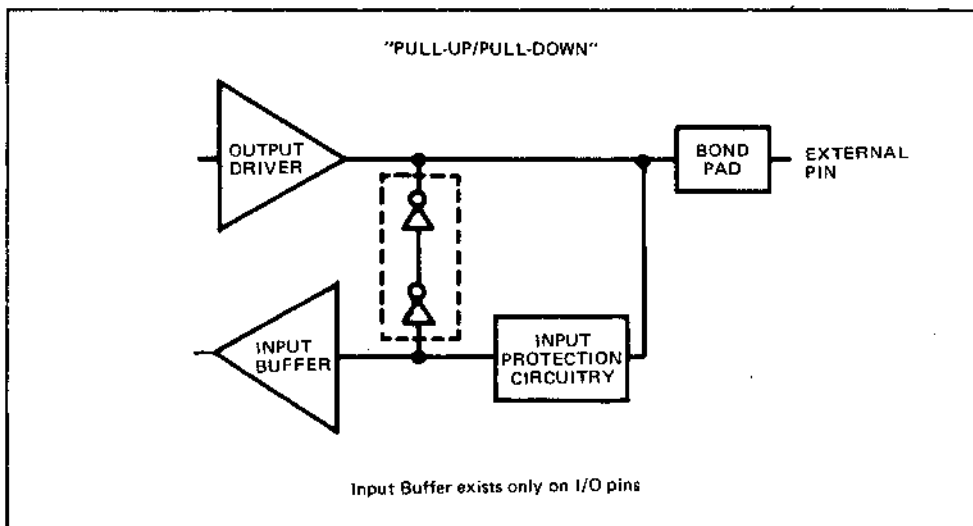 "PULL-UP/PULL-DOWN"
OUTPUT
DRIVER
BOND
PAD
EXTERNAL
PIN
INPUT
BUFFER
INPUT
PROTECTION
CIRCUITRY
Input Buffer exists only on I/O pins